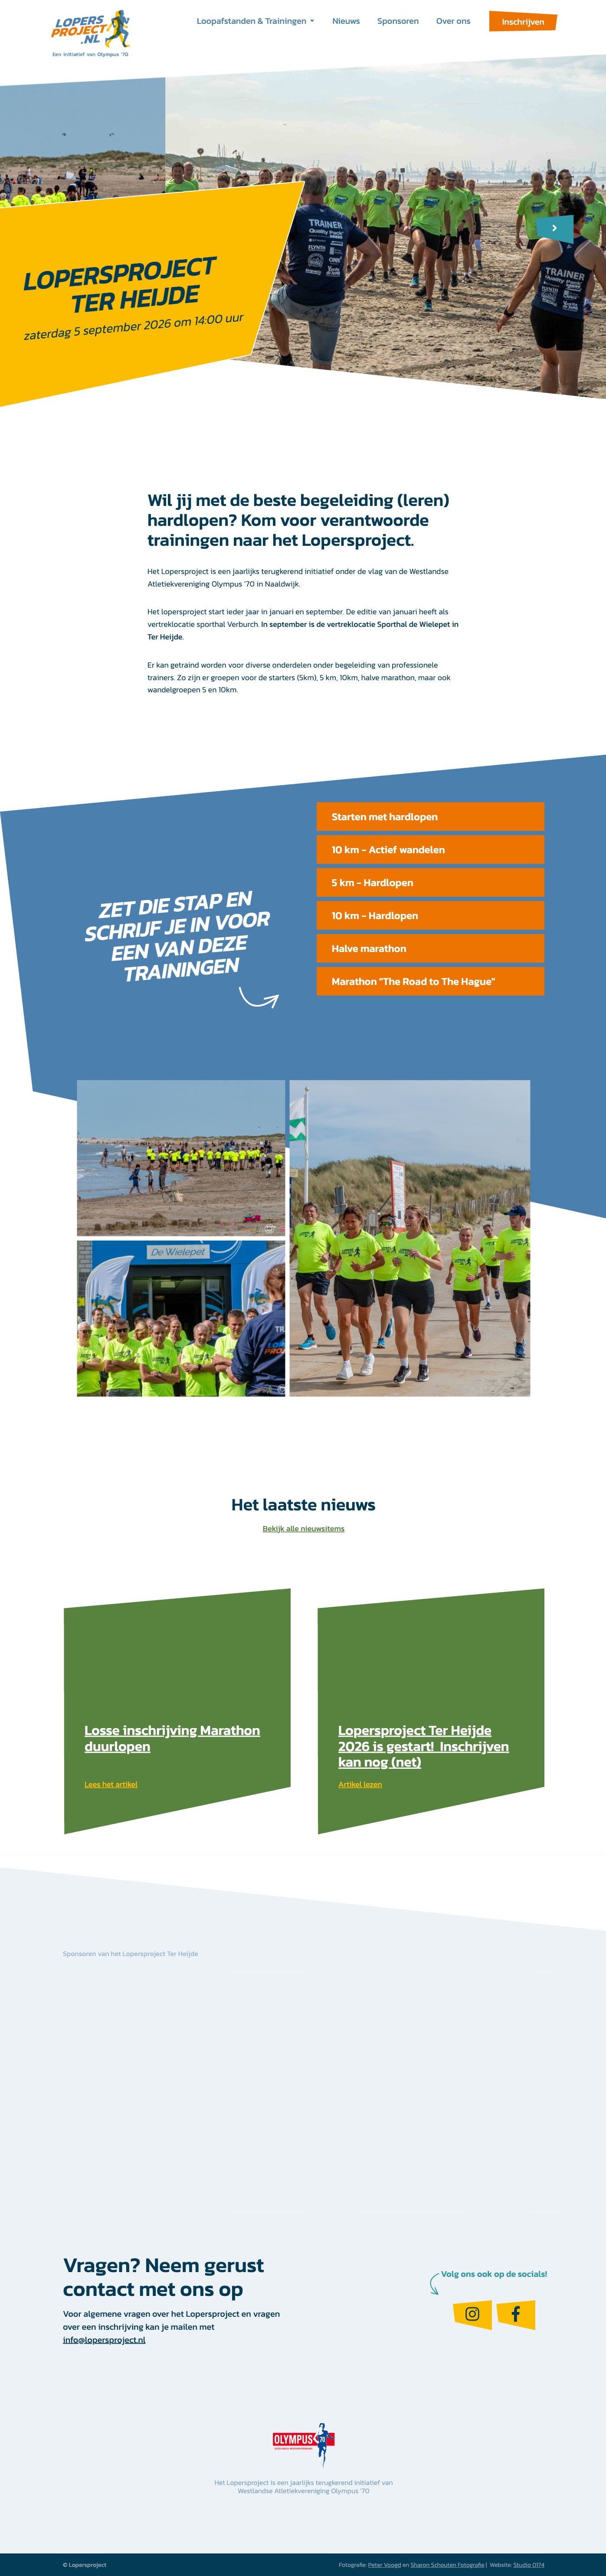 LOPERS
PROJECT
.NL
Een initiatief van Olympus '70
Loopafstanden & Trainingen
Nieuws
Sponsoren
Over ons
Inschrijven
TRAINER
Quality Pack
TRAINER
Quality Pack
LOPERSPROJECT
TER HEIJDE
zaterdag 5 september 2026 om 14:00 uur
Wil jij met de beste begeleiding (leren)
hardlopen? Kom voor verantwoorde
trainingen naar het Lopersproject.
Het Lopersproject is een jaarlijks terugkerend initiatief onder de vlag van de Westlandse
Atletiekvereniging Olympus '70 in Naaldwijk.
Het lopersproject start ieder jaar in januari en september. De editie van januari heeft als
vertreklocatie sporthal Verburch. In september is de vertreklocatie Sporthal de Wielepet in
Ter Heijde.
Er kan getraind worden voor diverse onderdelen onder begeleiding van professionele
trainers. Zo zijn er groepen voor de starters (5km), 5 km, 10km, halve marathon, maar ook
wandelgroepen 5 en 10km.
ZET DIE STAP EN
SCHRIJF JE IN VOOR
EEN VAN DEZE
TRAININGEN
Starten met hardlopen
10 km - Actief wandelen
5 km - Hardlopen
10 km - Hardlopen
Halve marathon
Marathon "The Road to The Hague"
De Wielepet
Het laatste nieuws
Bekijk alle nieuwsitems
Losse inschrijving Marathon
duurlopen
Lees het artikel
Lopersproject Ter Heijde
2026 is gestart! Inschrijven
kan nog (net)
Artikel lezen
Sponsoren van het Lopersproject Ter Heijde
Vragen? Neem gerust
contact met ons op
Voor algemene vragen over het Lopersproject en vragen
over een inschrijving kan je mailen met
info@lopersproject.nl
Volg ons ook op de socials!
OLYMPUS '70
Het Lopersproject is een jaarlijks terugkerend initiatief van
Westlandse Atletiekvereniging Olympus '70
© Lopersproject
Fotografie: Peter Voogd en Sharon Schouten Fotografie | Website: Studio 0174